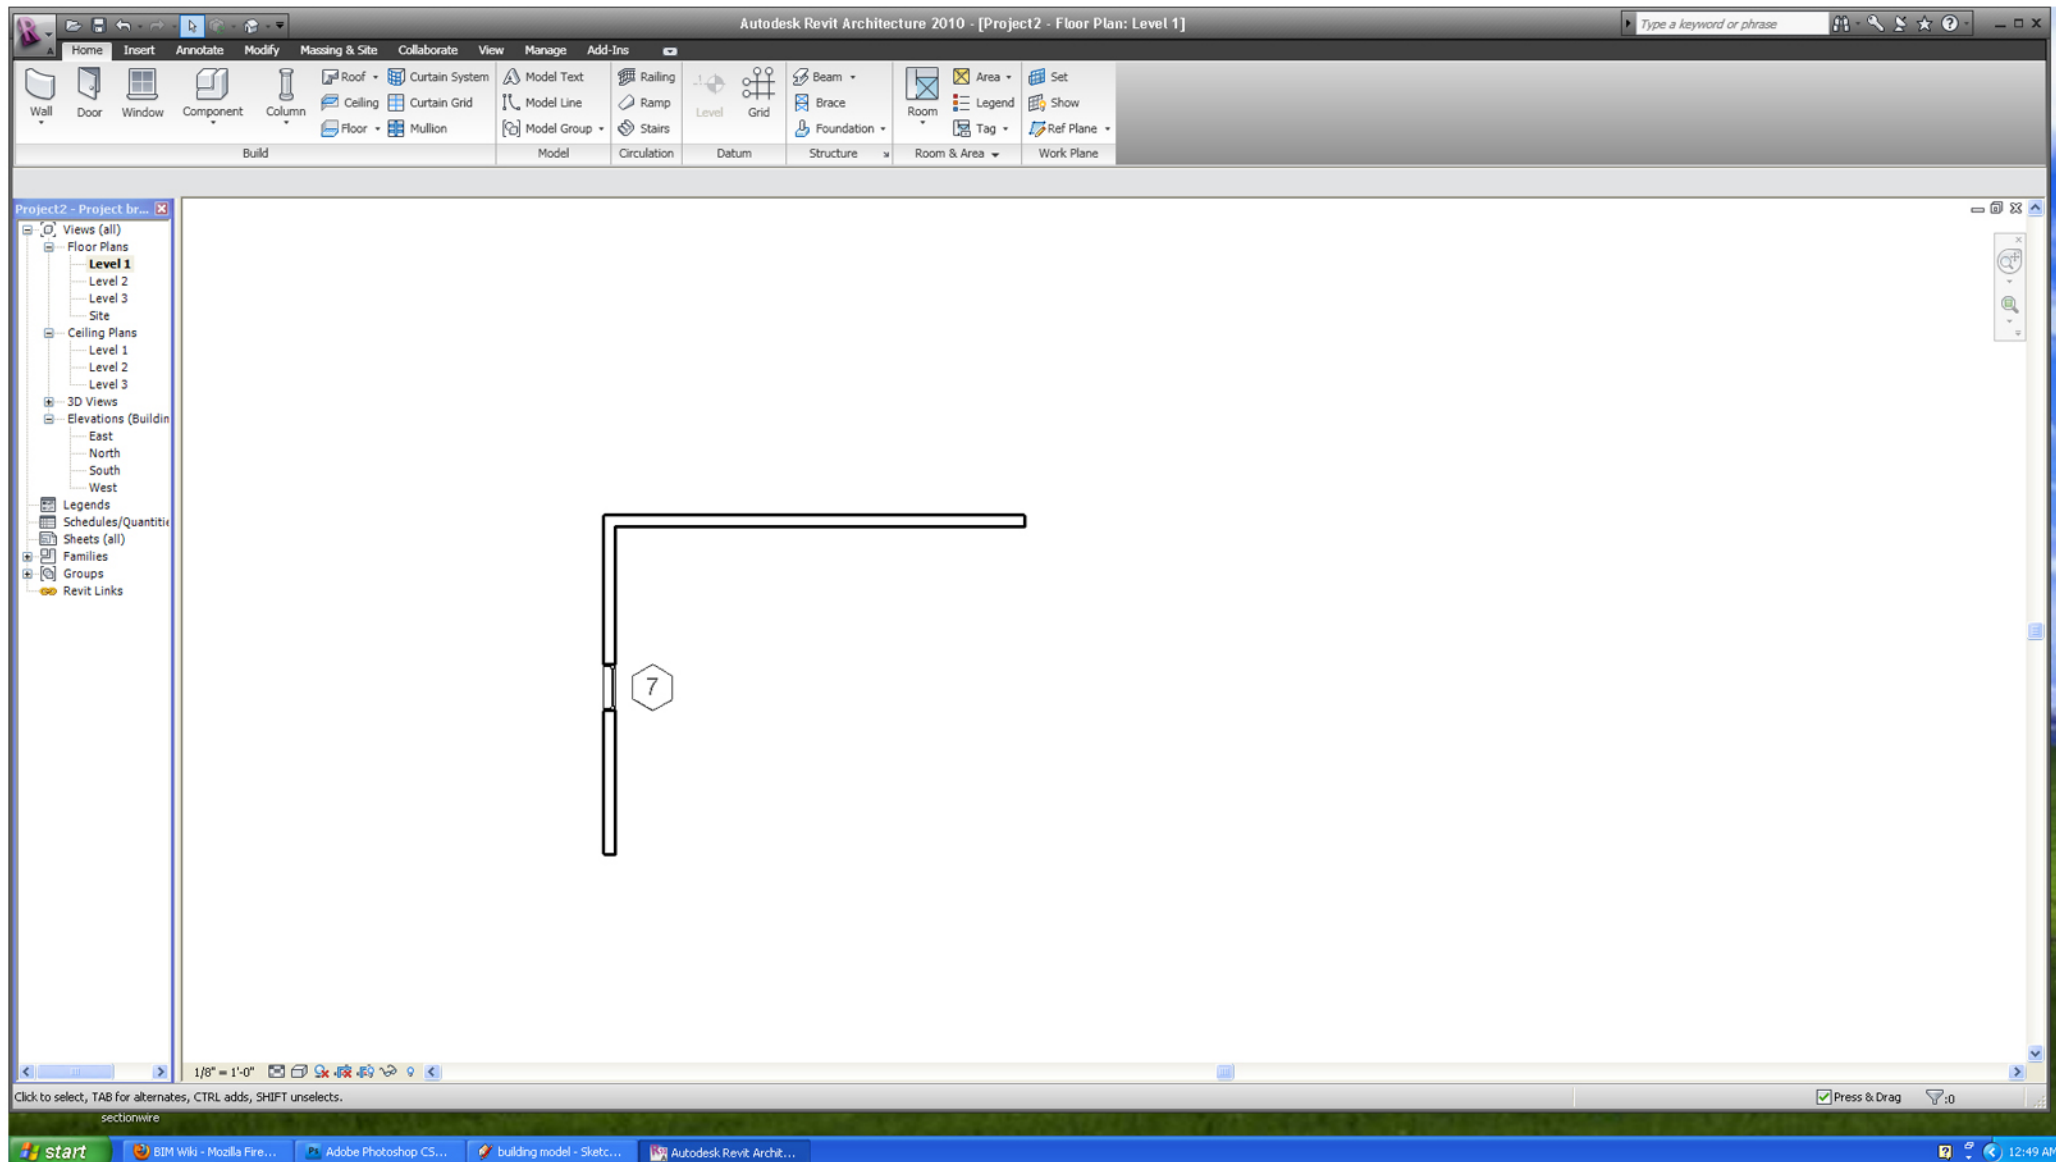 Autodesk Revit Architecture 2010 - [Project2 - Floor Plan: Level 1]
Type a keyword or phrase
Home Insert Annotate Modify Massing & Site Collaborate View Manage Add-Ins
Wall Door Window Component Column
Roof Curtain System
Ceiling Curtain Grid
Floor Mullion
Build
Model Text
Model Line
Model Group
Model
Railing
Ramp
Stairs
Circulation
Level Grid
Datum
Beam
Brace
Foundation
Structure
Room
Area
Legend
Tag
Room & Area
Set
Show
Ref Plane
Work Plane
Project2 - Project br...
Views (all)
Floor Plans
Level 1
Level 2
Level 3
Site
Ceiling Plans
Level 1
Level 2
Level 3
3D Views
Elevations (Buildin
East
North
South
West
Legends
Schedules/Quantitie
Sheets (all)
Families
Groups
Revit Links
7
1/8" = 1'-0"
Click to select, TAB for alternates, CTRL adds, SHIFT unselects.
Press & Drag
:0
sectionwire
start
BIM Wiki - Mozilla Fire...
Adobe Photoshop CS...
building model - Sketc...
Autodesk Revit Archit...
12:49 AM